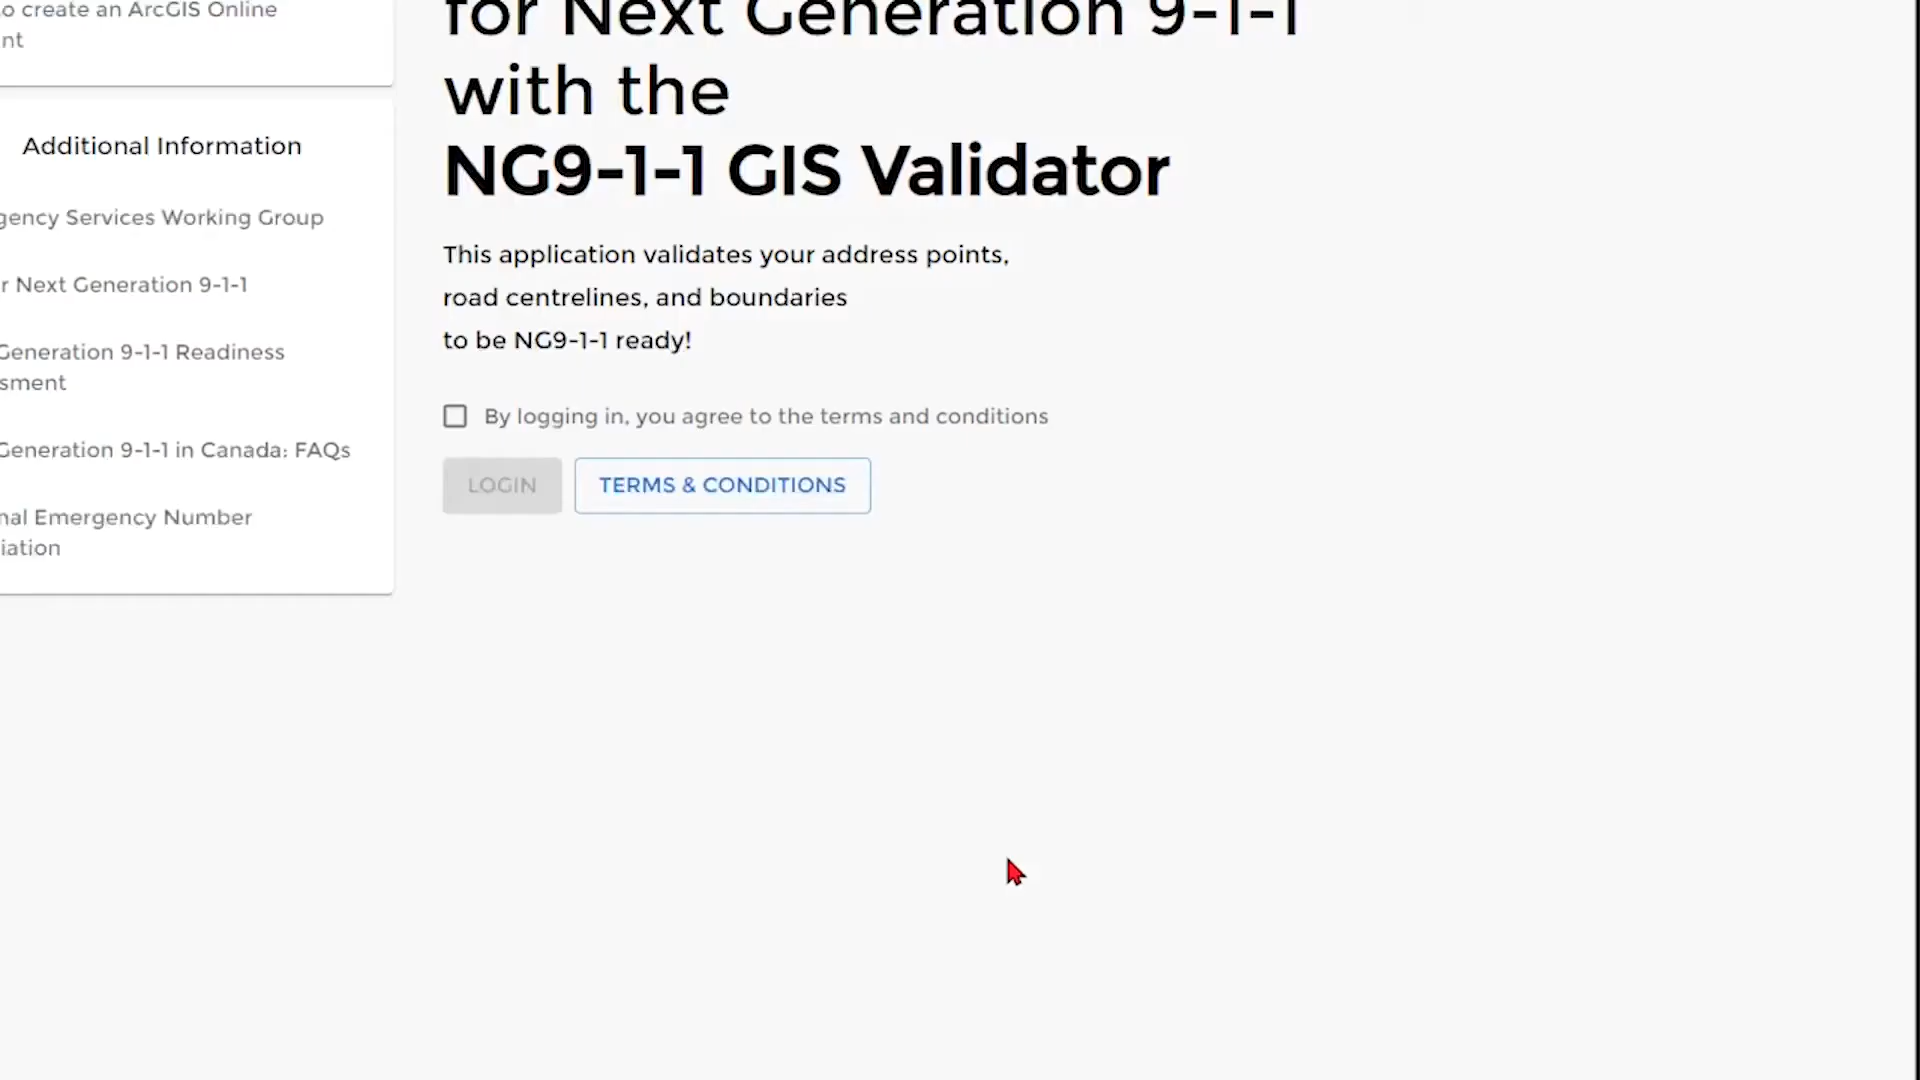 to create an ArcGIS Online
nt
Additional Information
gency Services Working Group
r Next Generation 9-1-1
Generation 9-1-1 Readiness
sment
Generation 9-1-1 in Canada: FAQs
nal Emergency Number
iation
for Next Generation 9-1-1
with the
NG9-1-1 GIS Validator
This application validates your address points,
road centrelines, and boundaries
to be NG9-1-1 ready!
By logging in, you agree to the terms and conditions
LOGIN
TERMS & CONDITIONS